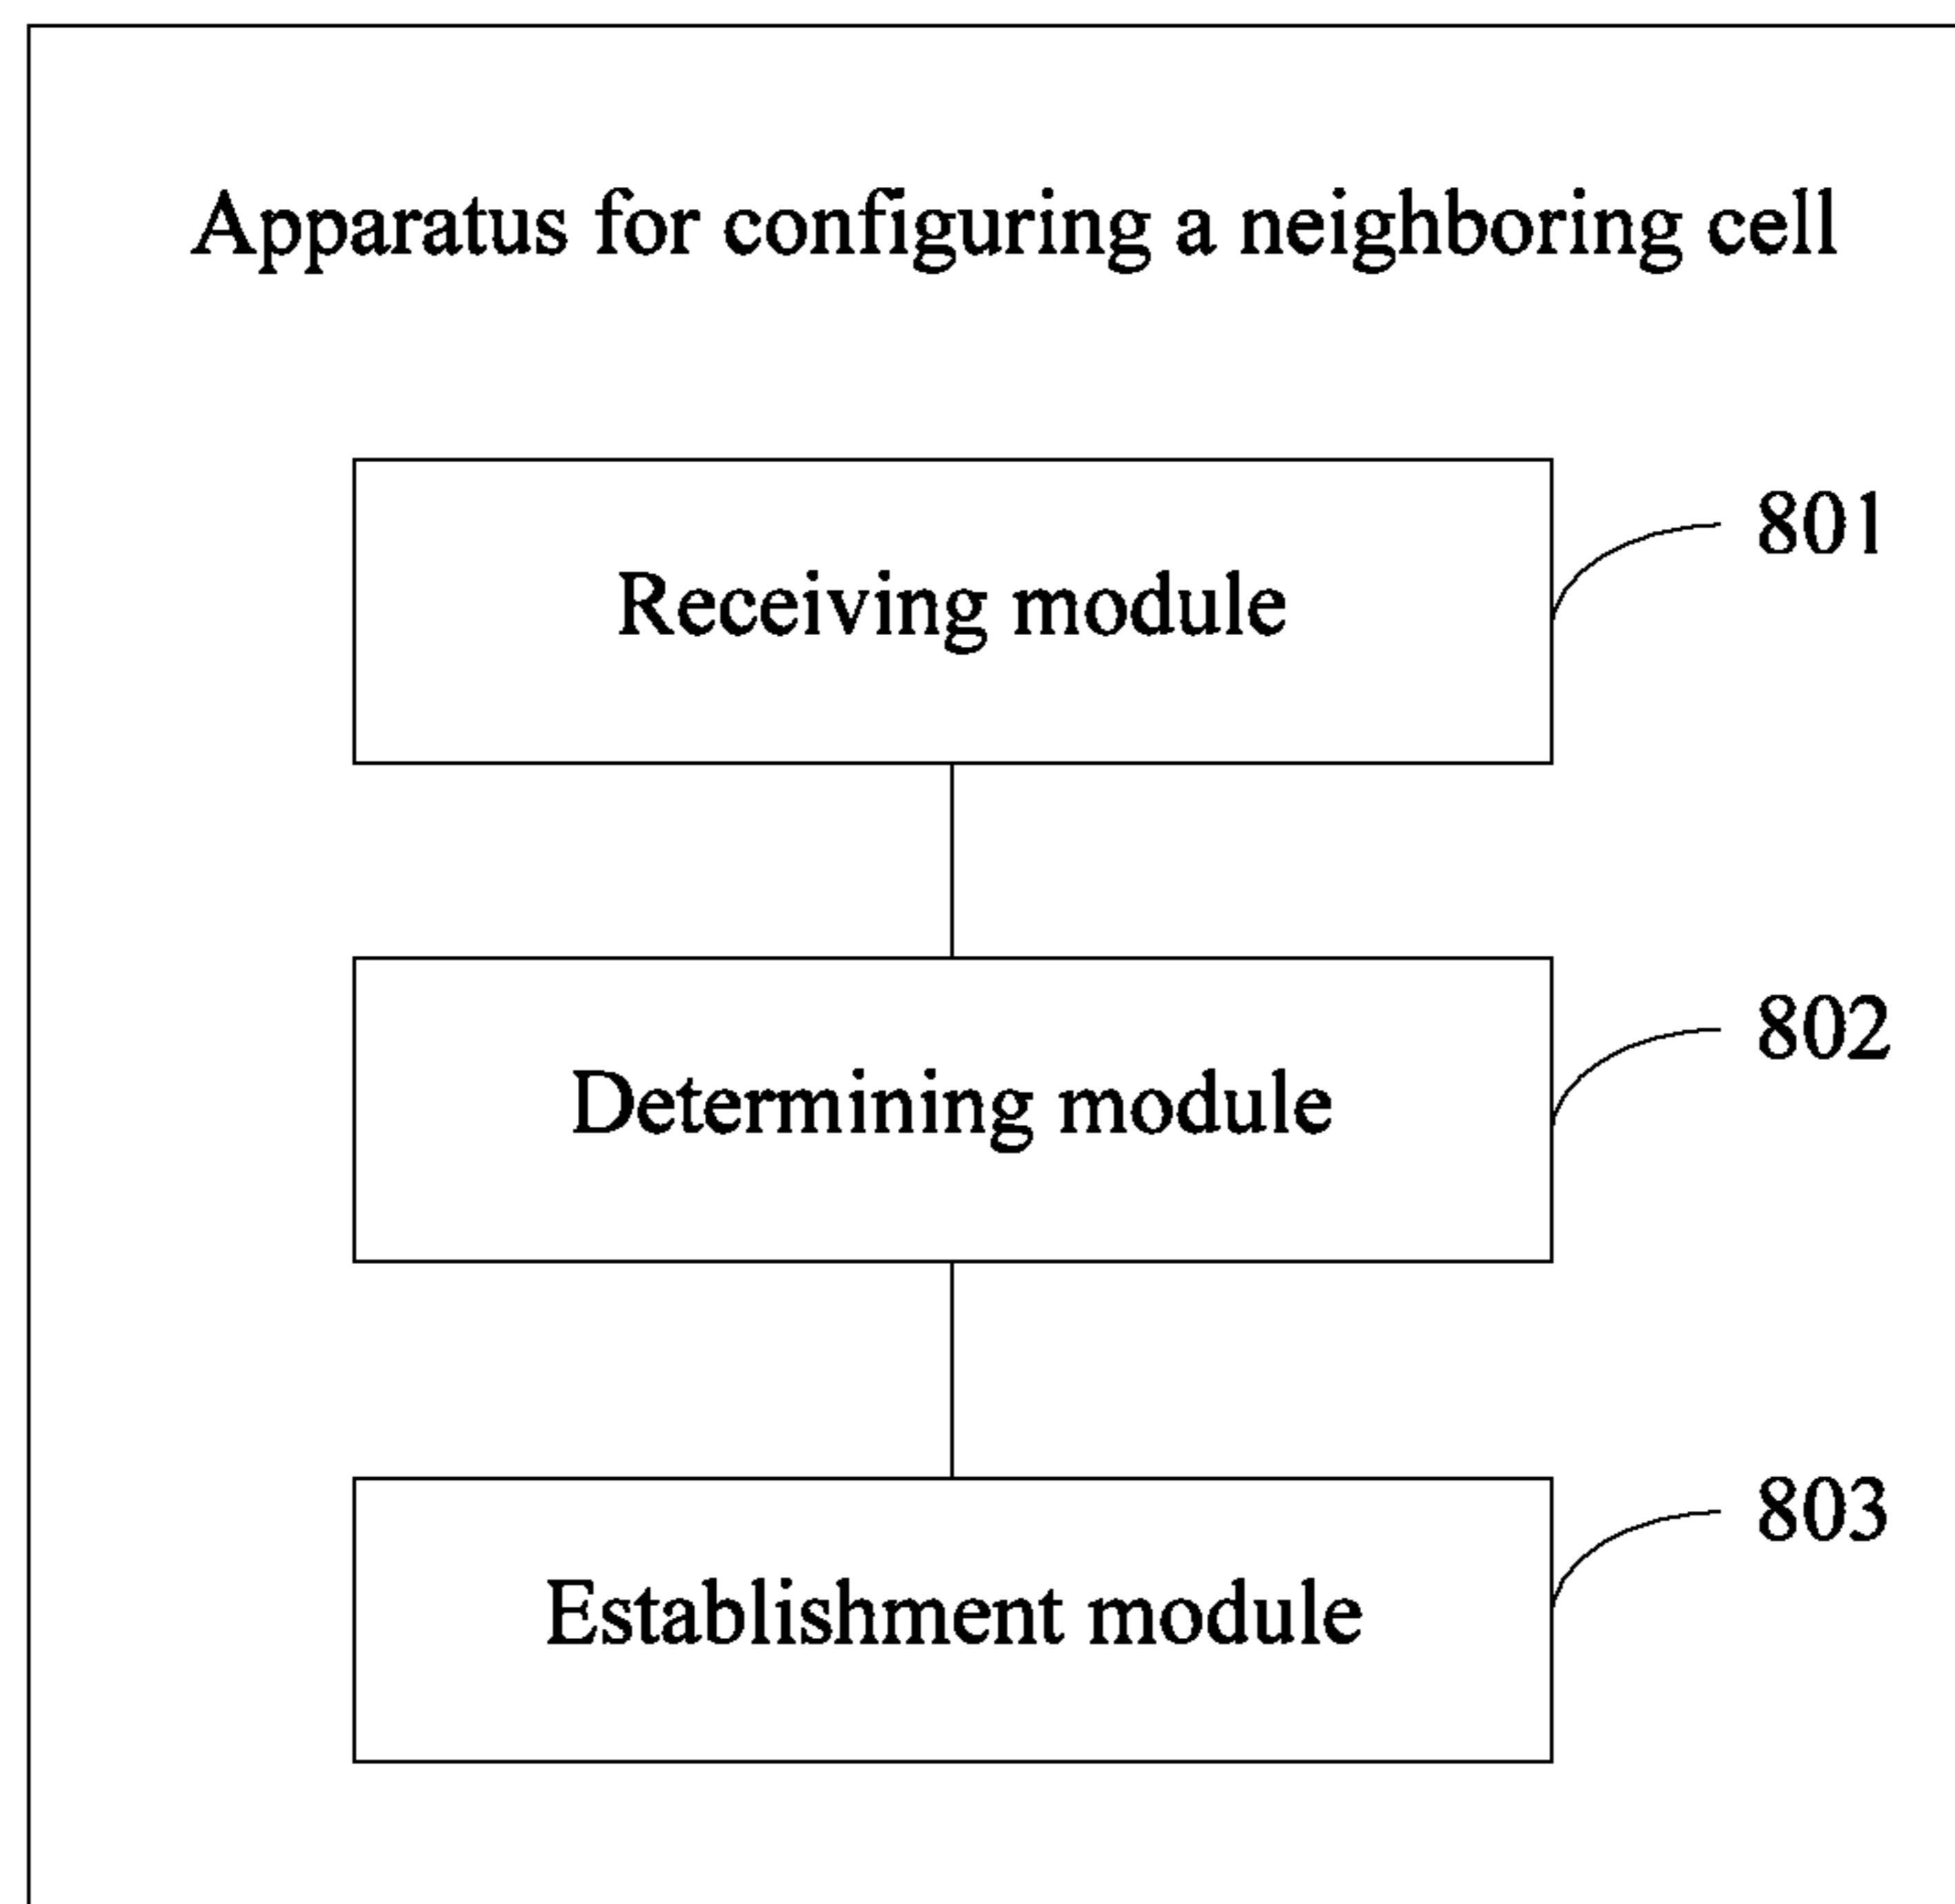 Apparatus for configuring a neighboring cell
Receiving module
801
Determining module
802
Establishment module
803